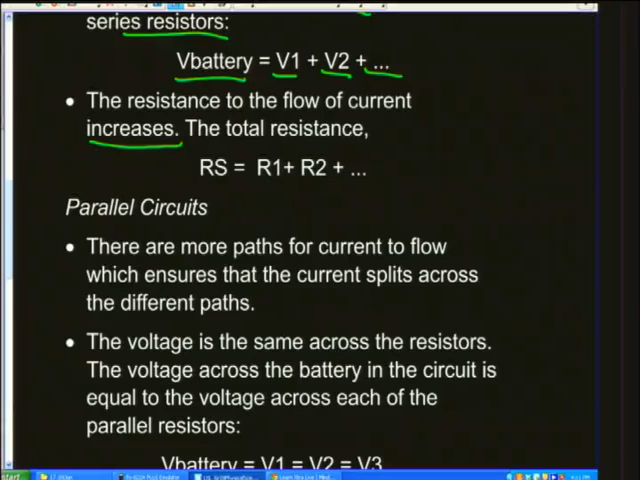 series resistors:
Vbattery = V1 + V2 + ...
• The resistance to the flow of current
increases. The total resistance,
RS = R1+ R2 + ...
Parallel Circuits
• There are more paths for current to flow
which ensures that the current splits across
the different paths.
• The voltage is the same across the resistors.
The voltage across the battery in the circuit is
equal to the voltage across each of the
parallel resistors:
Vbattery = V1 = V2 = V3
start